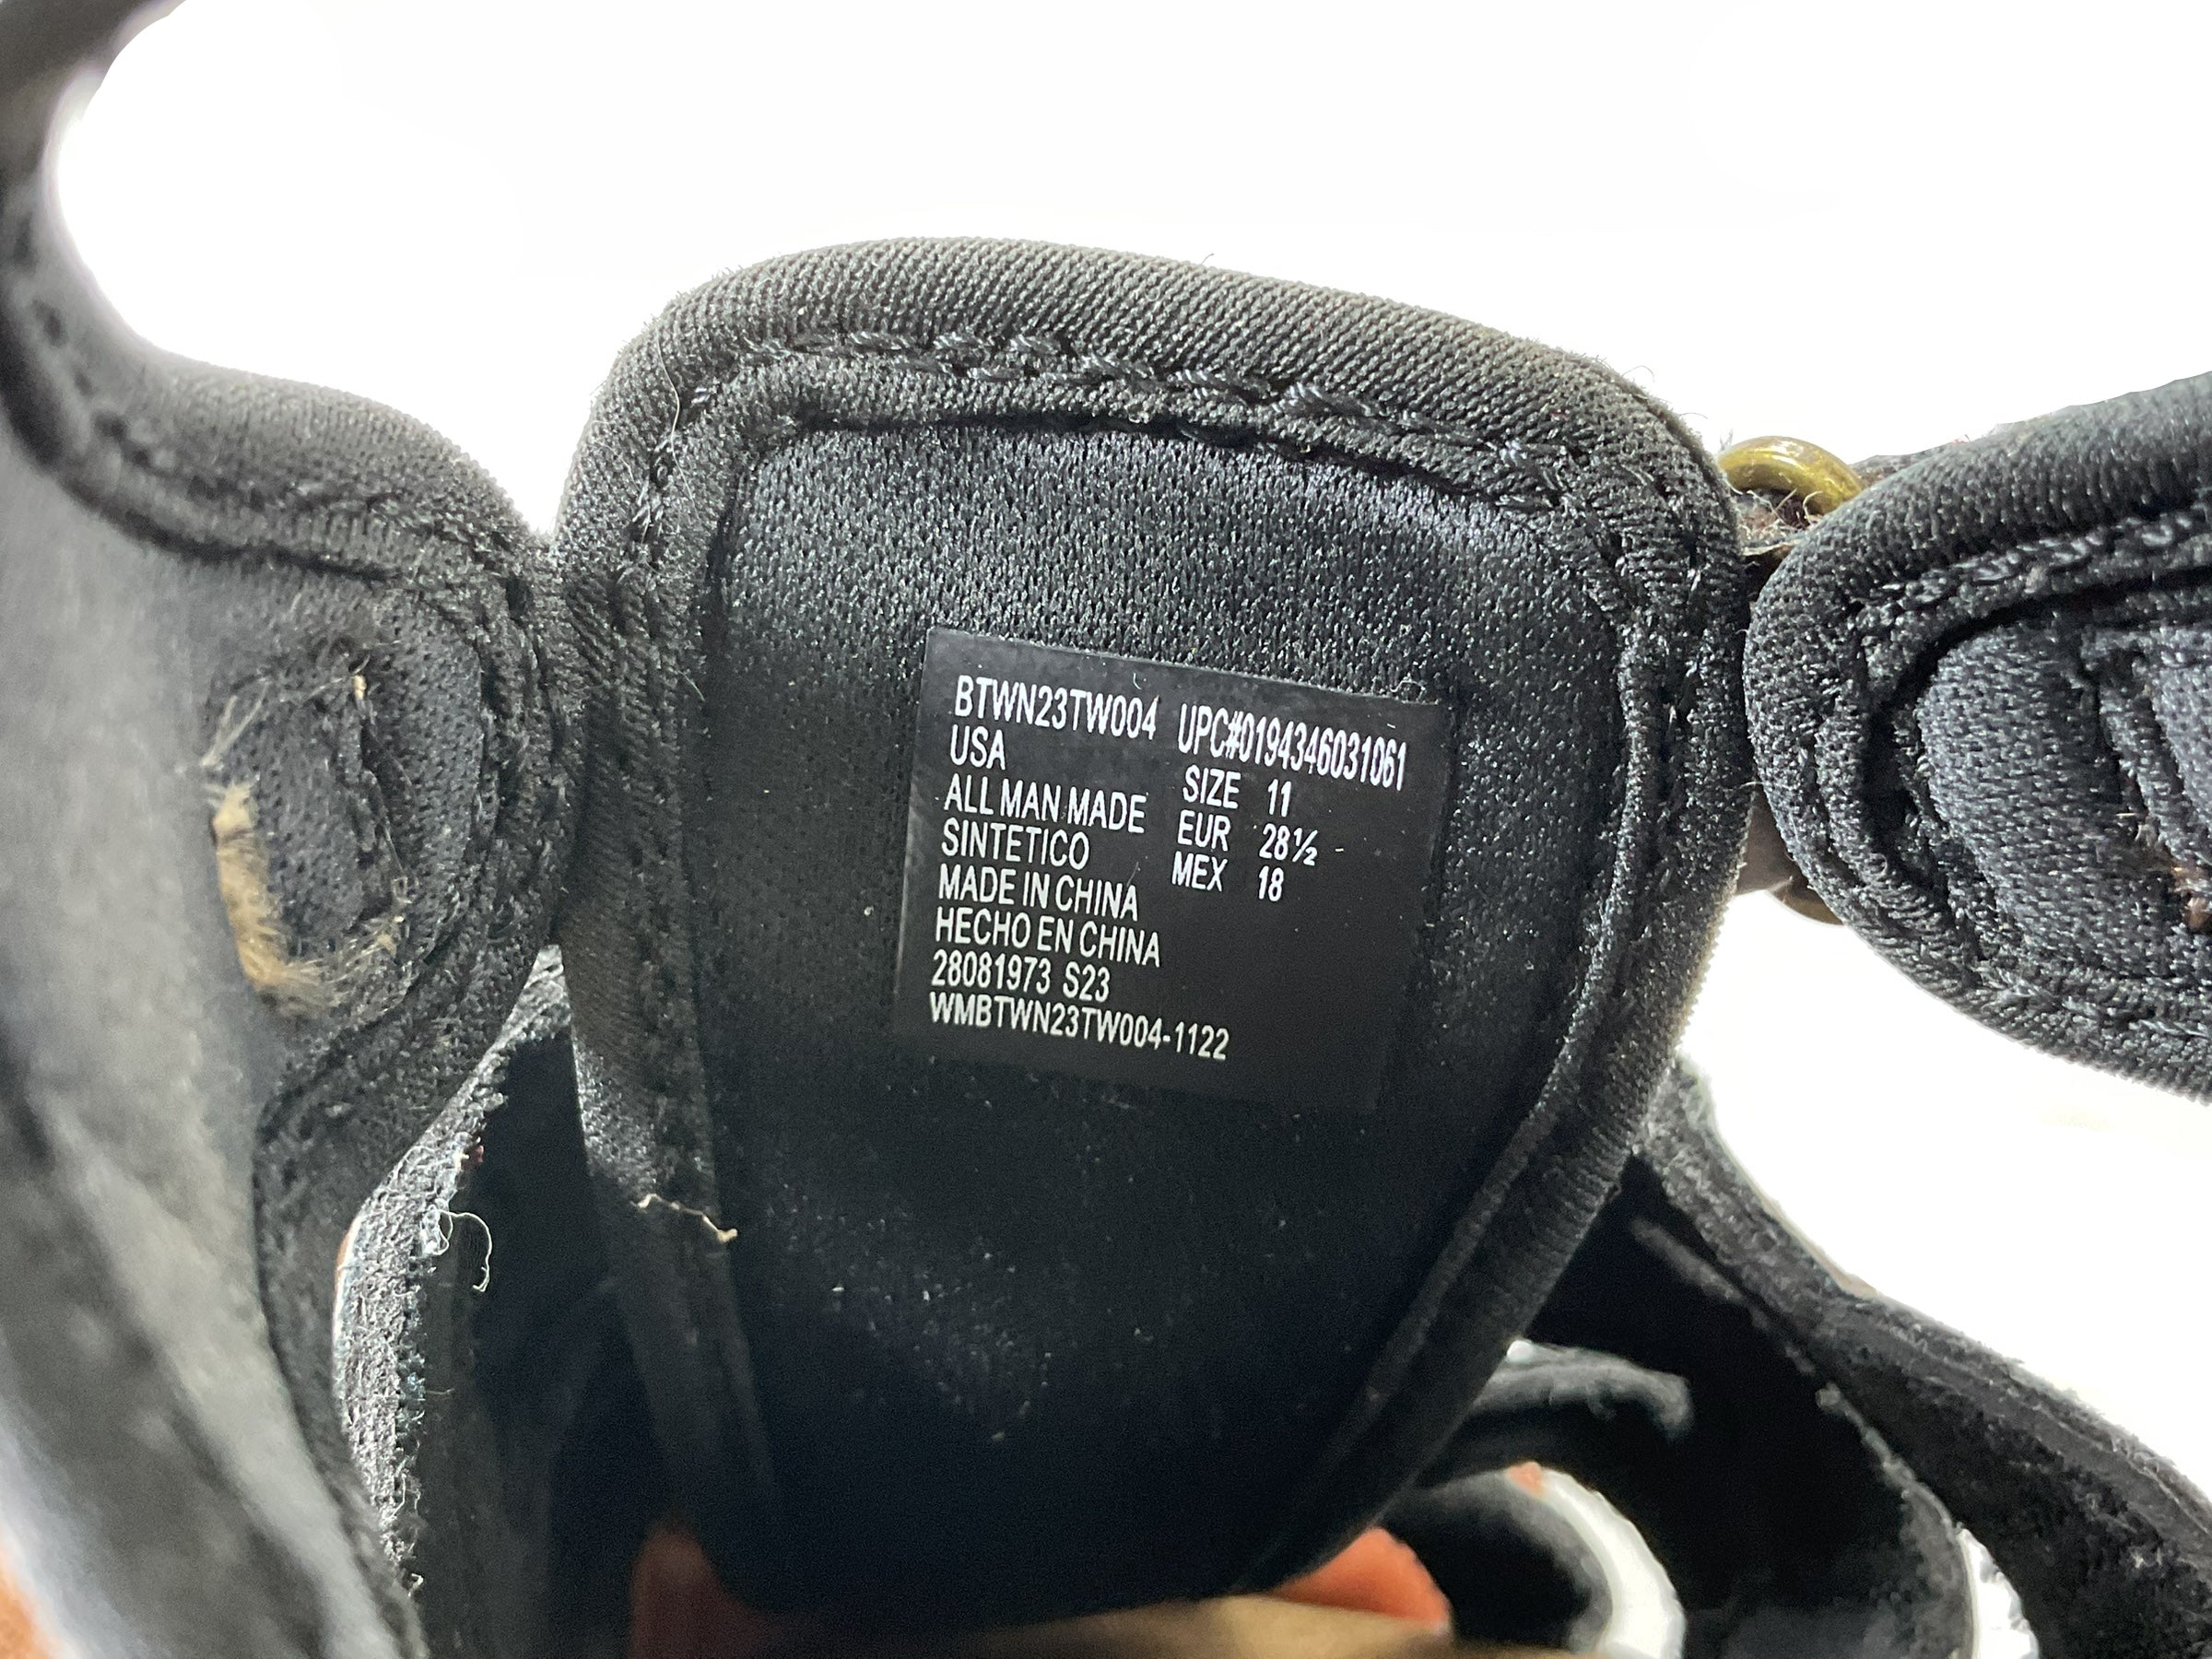 BTWN23TW004 UPC#0194346031061
USA SIZE 11
ALL MAN MADE EUR 28½
SINTETICO MEX 18
MADE IN CHINA
HECHO EN CHINA
28081973 S23
WMBTWN23TW004-1122